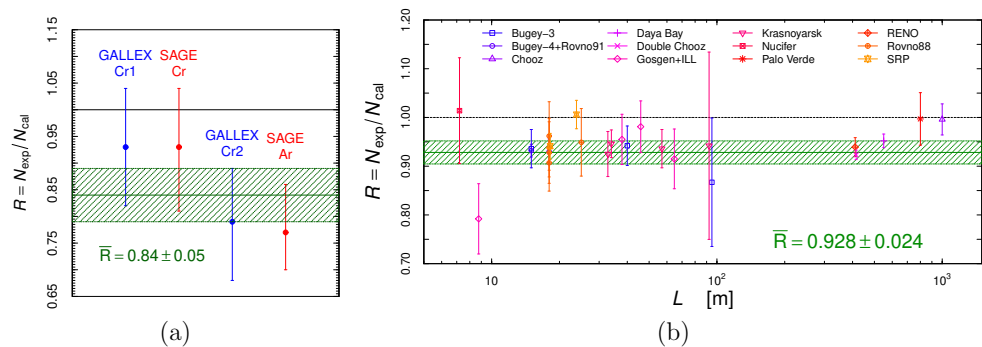 1.15
1.05
0.95
0.85
0.75
0.65
R = N_exp/N_cal
GALLEX
Cr1
SAGE
Cr
GALLEX
Cr2
SAGE
Ar
R̅ = 0.84 ± 0.05
(a)
1.20
1.10
1.00
0.90
0.80
0.70
R = N_exp/N_cal
Bugey−3
Bugey−4+Rovno91
Chooz
Daya Bay
Double Chooz
Gosgen+ILL
Krasnoyarsk
Nucifer
Palo Verde
RENO
Rovno88
SRP
R̅ = 0.928 ± 0.024
10
10²
10³
L [m]
(b)